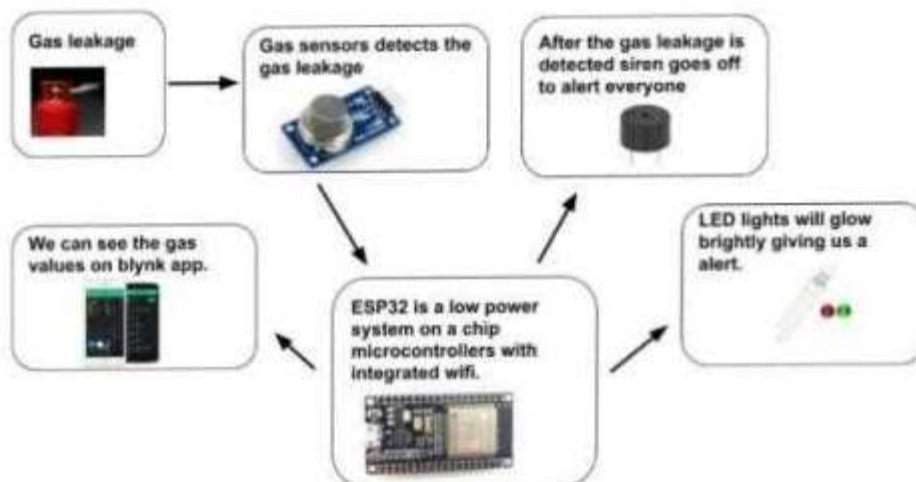 Gas leakage
Gas sensors detects the
gas leakage
After the gas leakage is
detected siren goes off
to alert everyone
We can see the gas
values on blynk app.
ESP32 is a low power
system on a chip
microcontrollers with
integrated wifi.
LED lights will glow
brightly giving us a
alert.